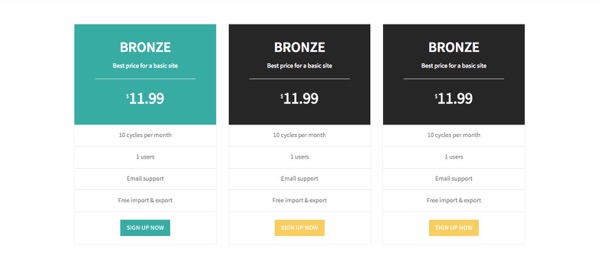 BRONZE
Best price for a basic site
$11.99
10 cycles per month
1 users
Email support
Free import & export
SIGN UP NOW
BRONZE
Best price for a basic site
$11.99
10 cycles per month
1 users
Email support
Free import & export
SIGN UP NOW
BRONZE
Best price for a basic site
$11.99
10 cycles per month
1 users
Email support
Free import & export
SIGN UP NOW